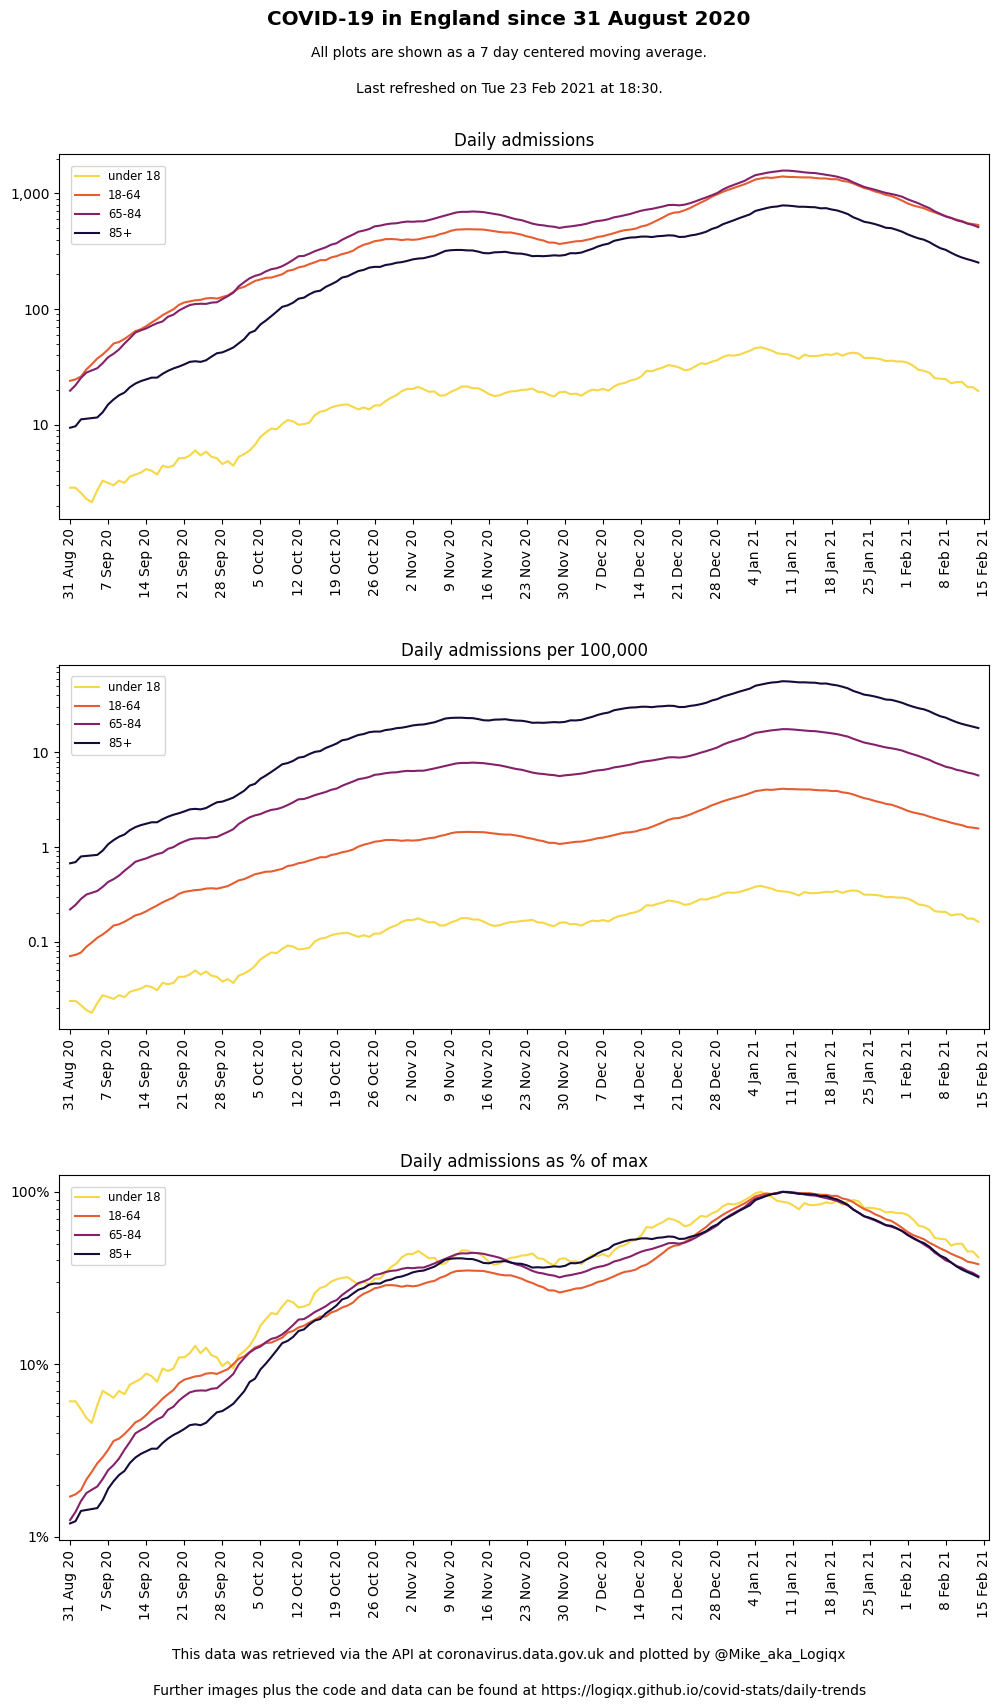 COVID-19 in England since 31 August 2020
All plots are shown as a 7 day centered moving average.
Last refreshed on Tue 23 Feb 2021 at 18:30.
Daily admissions
under 18
18-64
65-84
85+
1,000
100
10
31 Aug 20
7 Sep 20
14 Sep 20
21 Sep 20
28 Sep 20
5 Oct 20
12 Oct 20
19 Oct 20
26 Oct 20
2 Nov 20
9 Nov 20
16 Nov 20
23 Nov 20
30 Nov 20
7 Dec 20
14 Dec 20
21 Dec 20
28 Dec 20
4 Jan 21
11 Jan 21
18 Jan 21
25 Jan 21
1 Feb 21
8 Feb 21
15 Feb 21
Daily admissions per 100,000
under 18
18-64
65-84
85+
10
1
0.1
31 Aug 20
7 Sep 20
14 Sep 20
21 Sep 20
28 Sep 20
5 Oct 20
12 Oct 20
19 Oct 20
26 Oct 20
2 Nov 20
9 Nov 20
16 Nov 20
23 Nov 20
30 Nov 20
7 Dec 20
14 Dec 20
21 Dec 20
28 Dec 20
4 Jan 21
11 Jan 21
18 Jan 21
25 Jan 21
1 Feb 21
8 Feb 21
15 Feb 21
Daily admissions as % of max
100%
under 18
18-64
65-84
85+
10%
1%
31 Aug 20
7 Sep 20
14 Sep 20
21 Sep 20
28 Sep 20
5 Oct 20
12 Oct 20
19 Oct 20
26 Oct 20
2 Nov 20
9 Nov 20
16 Nov 20
23 Nov 20
30 Nov 20
7 Dec 20
14 Dec 20
21 Dec 20
28 Dec 20
4 Jan 21
11 Jan 21
18 Jan 21
25 Jan 21
1 Feb 21
8 Feb 21
15 Feb 21
This data was retrieved via the API at coronavirus.data.gov.uk and plotted by @Mike_aka_Logiqx
Further images plus the code and data can be found at https://logiqx.github.io/covid-stats/daily-trends